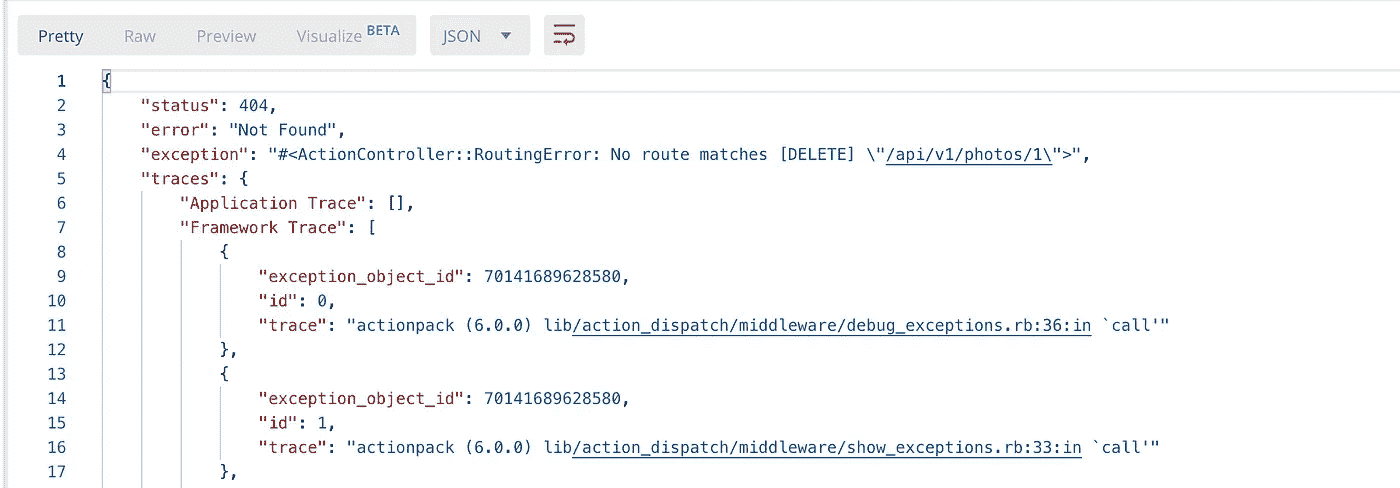 Pretty Raw Preview Visualize BETA JSON
1 {
2 "status": 404,
3 "error": "Not Found",
4 "exception": "#<ActionController::RoutingError: No route matches [DELETE] \"/api/v1/photos/1\">",
5 "traces": {
6 "Application Trace": [],
7 "Framework Trace": [
8 {
9 "exception_object_id": 70141689628580,
10 "id": 0,
11 "trace": "actionpack (6.0.0) lib/action_dispatch/middleware/debug_exceptions.rb:36:in `call'"
12 },
13 {
14 "exception_object_id": 70141689628580,
15 "id": 1,
16 "trace": "actionpack (6.0.0) lib/action_dispatch/middleware/show_exceptions.rb:33:in `call'"
17 },